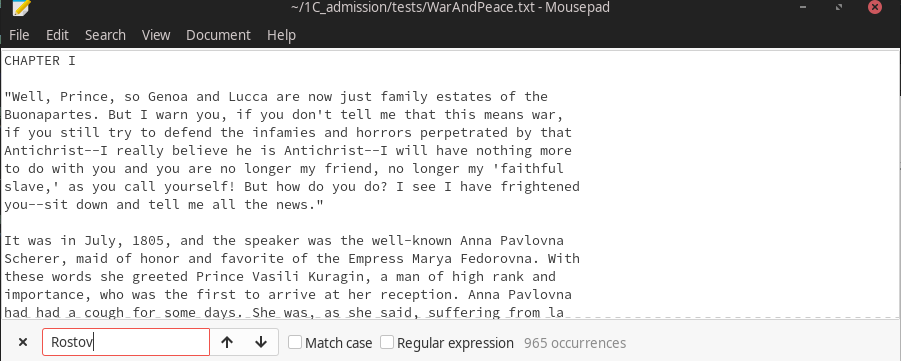 ~/1C_admission/tests/WarAndPeace.txt - Mousepad
File Edit Search View Document Help
CHAPTER I
"Well, Prince, so Genoa and Lucca are now just family estates of the
Buonapartes. But I warn you, if you don't tell me that this means war,
if you still try to defend the infamies and horrors perpetrated by that
Antichrist--I really believe he is Antichrist--I will have nothing more
to do with you and you are no longer my friend, no longer my 'faithful
slave,' as you call yourself! But how do you do? I see I have frightened
you--sit down and tell me all the news."
It was in July, 1805, and the speaker was the well-known Anna Pavlovna
Scherer, maid of honor and favorite of the Empress Marya Fedorovna. With
these words she greeted Prince Vasili Kuragin, a man of high rank and
importance, who was the first to arrive at her reception. Anna Pavlovna
had had a cough for some days. She was, as she said, suffering from la
Rostov Match case Regular expression 965 occurrences